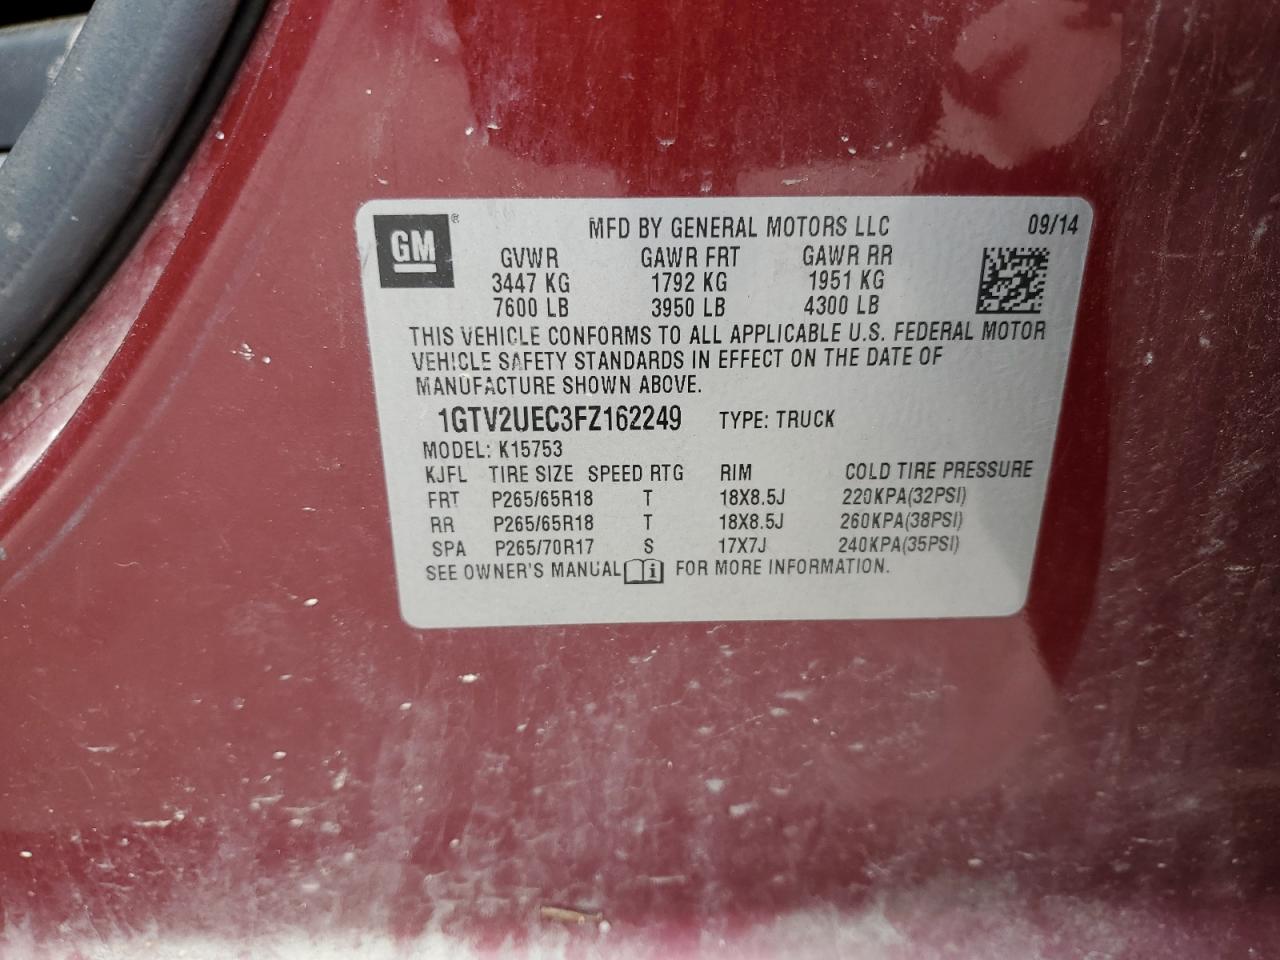 GM®
MFD BY GENERAL MOTORS LLC 09/14
GVWR GAWR FRT GAWR RR
3447 KG 1792 KG 1951 KG
7600 LB 3950 LB 4300 LB
THIS VEHICLE CONFORMS TO ALL APPLICABLE U.S. FEDERAL MOTOR
VEHICLE SAFETY STANDARDS IN EFFECT ON THE DATE OF
MANUFACTURE SHOWN ABOVE.
1GTV2UEC3FZ162249 TYPE: TRUCK
MODEL: K15753
KJFL TIRE SIZE SPEED RTG RIM COLD TIRE PRESSURE
FRT P265/65R18 T 18X8.5J 220KPA(32PSI)
RR P265/65R18 T 18X8.5J 260KPA(38PSI)
SPA P265/70R17 S 17X7J 240KPA(35PSI)
SEE OWNER'S MANUAL i FOR MORE INFORMATION.